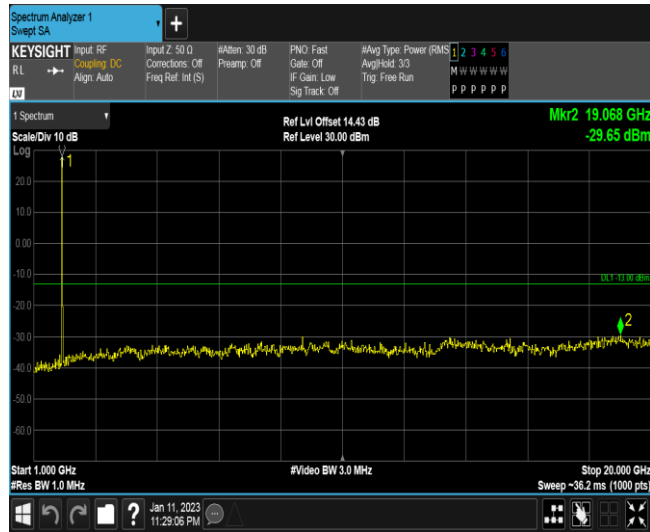 Spectrum Analyzer 1
Swept SA
+
KEYSIGHT
RL
LXI
Input: RF
Coupling: DC
Align: Auto
Input Z: 50 Ω
Corrections: Off
Freq Ref: Int (S)
#Atten: 30 dB
Preamp: Off
PNO: Fast
Gate: Off
IF Gain: Low
Sig Track: Off
#Avg Type: Power (RMS
Avg|Hold: 3/3
Trig: Free Run
1 2 3 4 5 6
M W W W W W
P P P P P P
1 Spectrum
Scale/Div 10 dB
Ref Lvl Offset 14.43 dB
Ref Level 30.00 dBm
Mkr2 19.068 GHz
-29.65 dBm
Log
1
20.0
10.0
0.00
-10.0
DL1 -13.00 dBm
-20.0
2
-30.0
-40.0
-50.0
-60.0
Start 1.000 GHz
#Video BW 3.0 MHz
Stop 20.000 GHz
#Res BW 1.0 MHz
Sweep ~36.2 ms (1000 pts)
?
Jan 11, 2023
11:29:06 PM